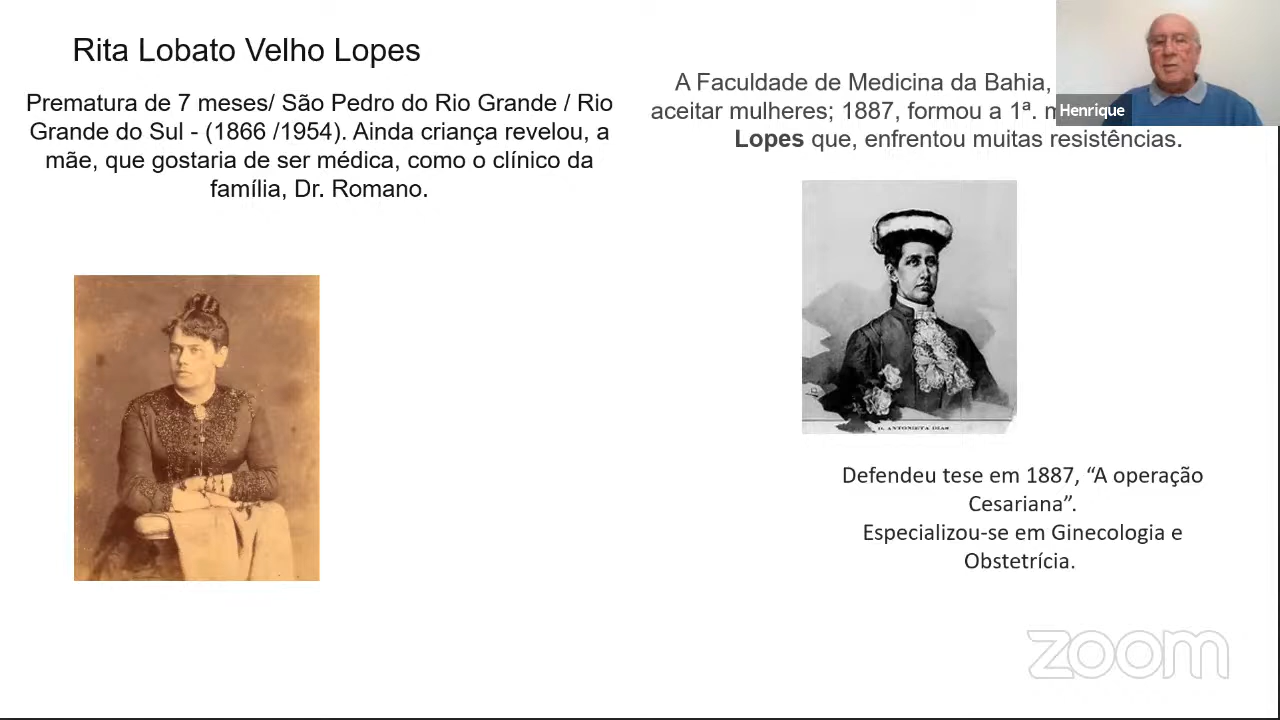 Rita Lobato Velho Lopes
Prematura de 7 meses/ São Pedro do Rio Grande / Rio
Grande do Sul - (1866 /1954). Ainda criança revelou, a
mãe, que gostaria de ser médica, como o clínico da
família, Dr. Romano.
A Faculdade de Medicina da Bahia,
aceitar mulheres; 1887, formou a 1ª.
Lopes que, enfrentou muitas resistências.
Henrique
D. ANTONIETA DIAS
Defendeu tese em 1887, “A operação
Cesariana”.
Especializou-se em Ginecologia e
Obstetrícia.
zoom